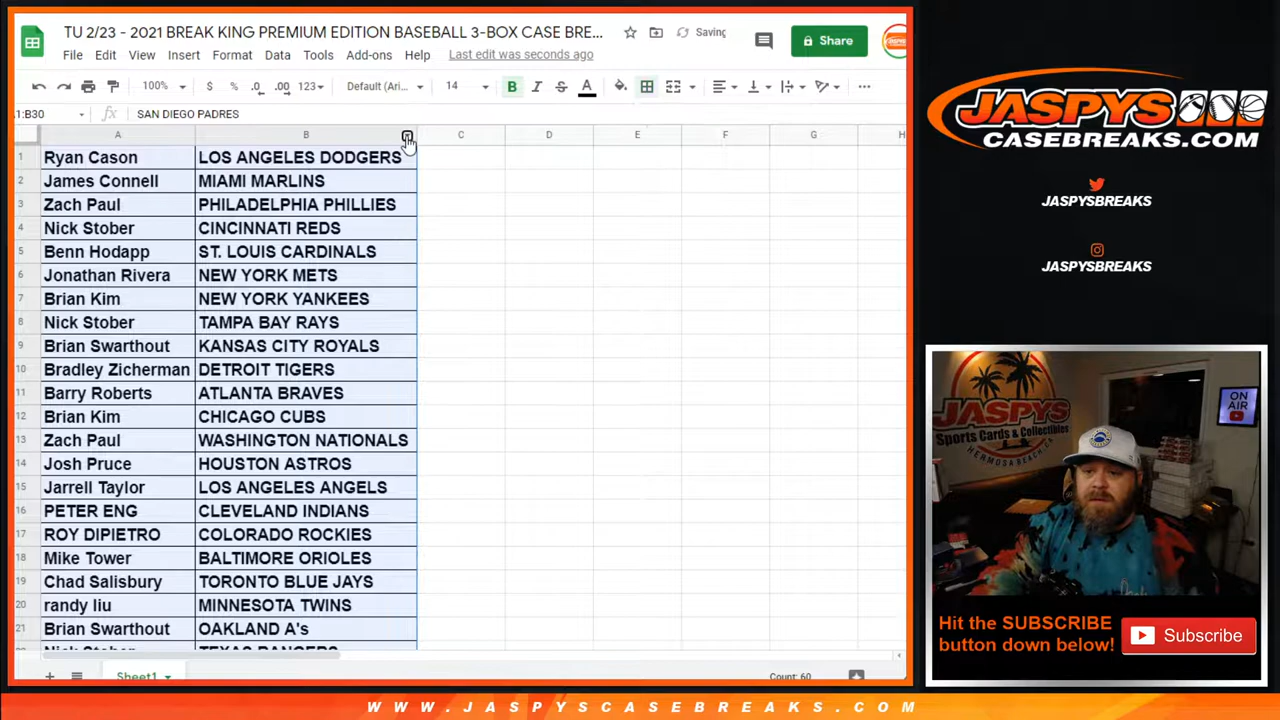 TU 2/23 - 2021 BREAK KING PREMIUM EDITION BASEBALL 3-BOX CASE BRE...
Saving
Share
File Edit View Insert Format Data Tools Add-ons Help Last edit was seconds ago
100% $ % .0 .00 123 Default (Ari... 14 B I S A
1:B30 fx SAN DIEGO PADRES
A B C D E F G H
1 Ryan Cason LOS ANGELES DODGERS
2 James Connell MIAMI MARLINS
3 Zach Paul PHILADELPHIA PHILLIES
4 Nick Stober CINCINNATI REDS
5 Benn Hodapp ST. LOUIS CARDINALS
6 Jonathan Rivera NEW YORK METS
7 Brian Kim NEW YORK YANKEES
8 Nick Stober TAMPA BAY RAYS
9 Brian Swarthout KANSAS CITY ROYALS
10 Bradley Zicherman DETROIT TIGERS
11 Barry Roberts ATLANTA BRAVES
12 Brian Kim CHICAGO CUBS
13 Zach Paul WASHINGTON NATIONALS
14 Josh Pruce HOUSTON ASTROS
15 Jarrell Taylor LOS ANGELES ANGELS
16 PETER ENG CLEVELAND INDIANS
17 ROY DIPIETRO COLORADO ROCKIES
18 Mike Tower BALTIMORE ORIOLES
19 Chad Salisbury TORONTO BLUE JAYS
20 randy liu MINNESOTA TWINS
21 Brian Swarthout OAKLAND A's
Nick Stober TEXAS RANGERS
Sheet1
Count: 60
JASPYS
CASEBREAKS.COM
JASPYSBREAKS
JASPYSBREAKS
JASPYS
Sports Cards & Collectibles
HERMOSA BEACH
ON AIR
Hit the SUBSCRIBE
button down below!
Subscribe
WWW.JASPYSCASEBREAKS.COM